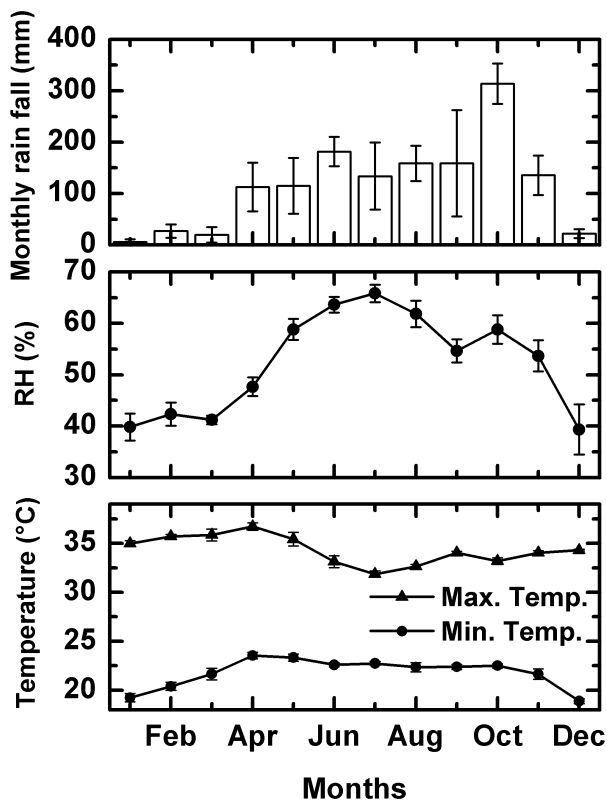 Monthly rain fall (mm)
400
300
200
100
0
RH (%)
70
60
50
40
30
Temperature (°C)
35
30
25
20
Max. Temp.
Min. Temp.
Feb Apr Jun Aug Oct Dec
Months